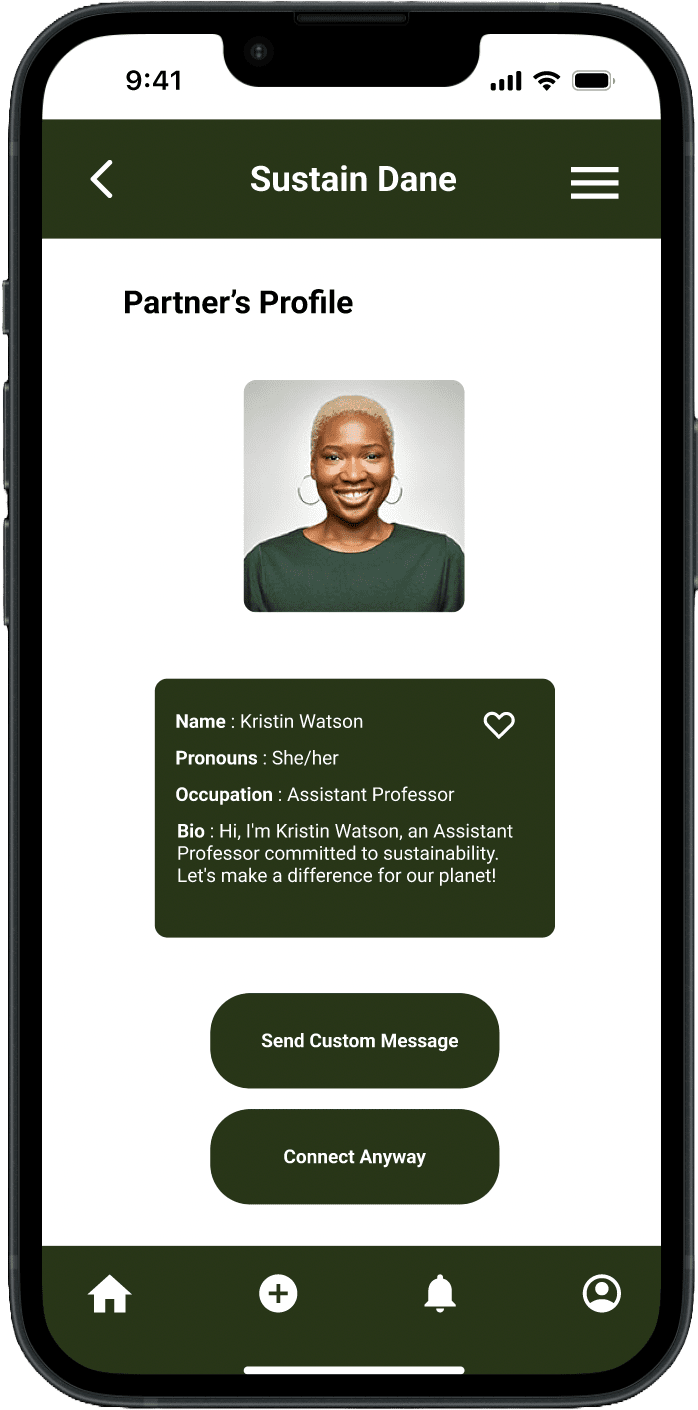 9:41
Sustain Dane
Partner’s Profile
Name : Kristin Watson
Pronouns : She/her
Occupation : Assistant Professor
Bio : Hi, I'm Kristin Watson, an Assistant
Professor committed to sustainability.
Let's make a difference for our planet!
Send Custom Message
Connect Anyway